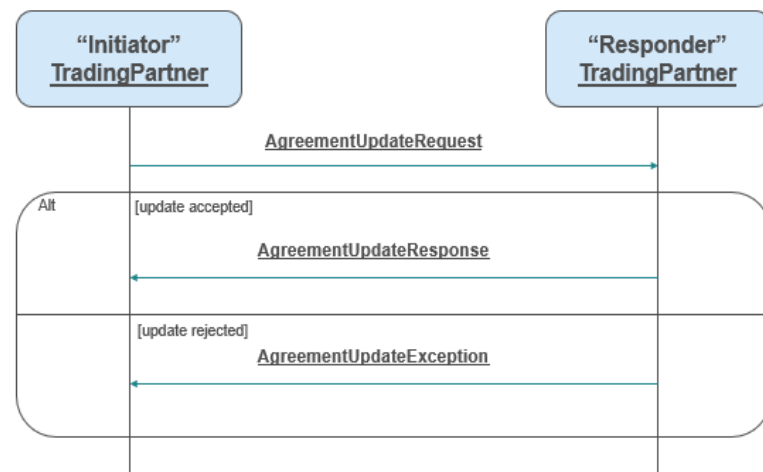 “Initiator”
TradingPartner
“Responder”
TradingPartner
AgreementUpdateRequest
Alt
[update accepted]
AgreementUpdateResponse
[update rejected]
AgreementUpdateException